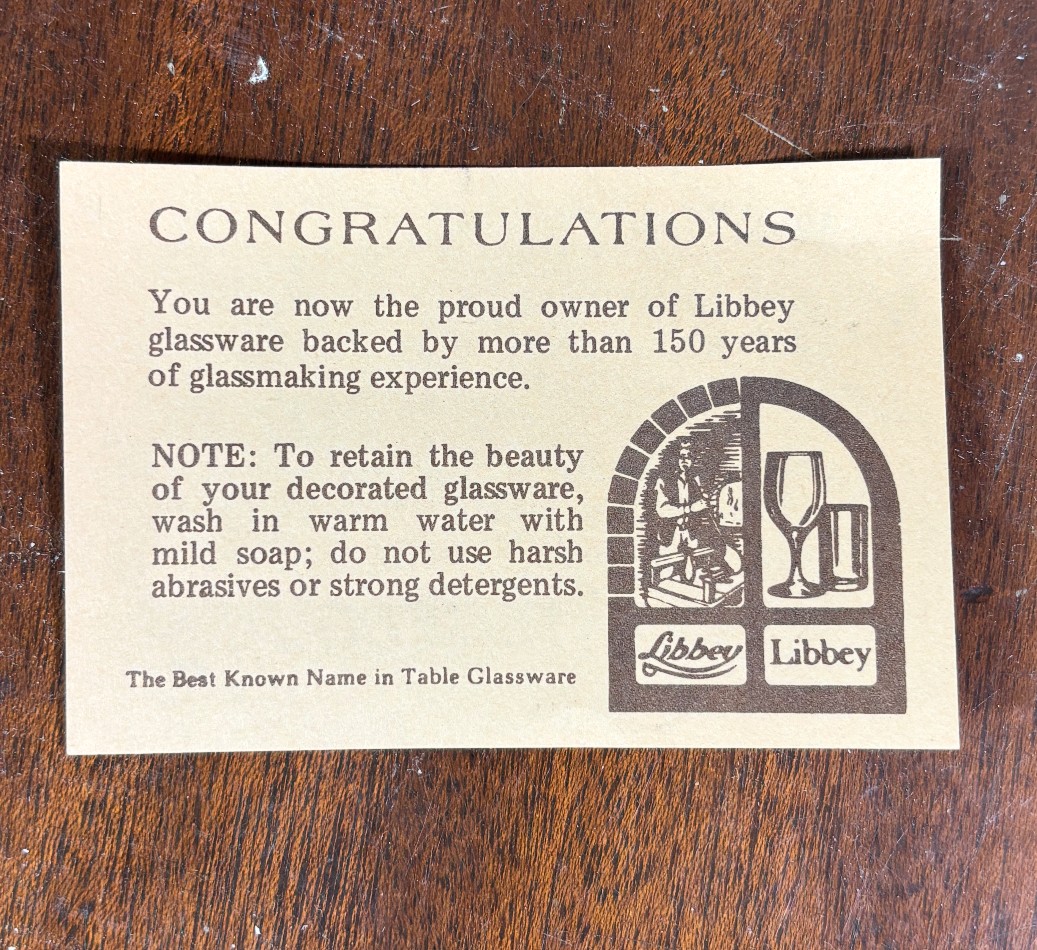 CONGRATULATIONS
You are now the proud owner of Libbey
glassware backed by more than 150 years
of glassmaking experience.
NOTE: To retain the beauty
of your decorated glassware,
wash in warm water with
mild soap; do not use harsh
abrasives or strong detergents.
The Best Known Name in Table Glassware
Libbey
Libbey